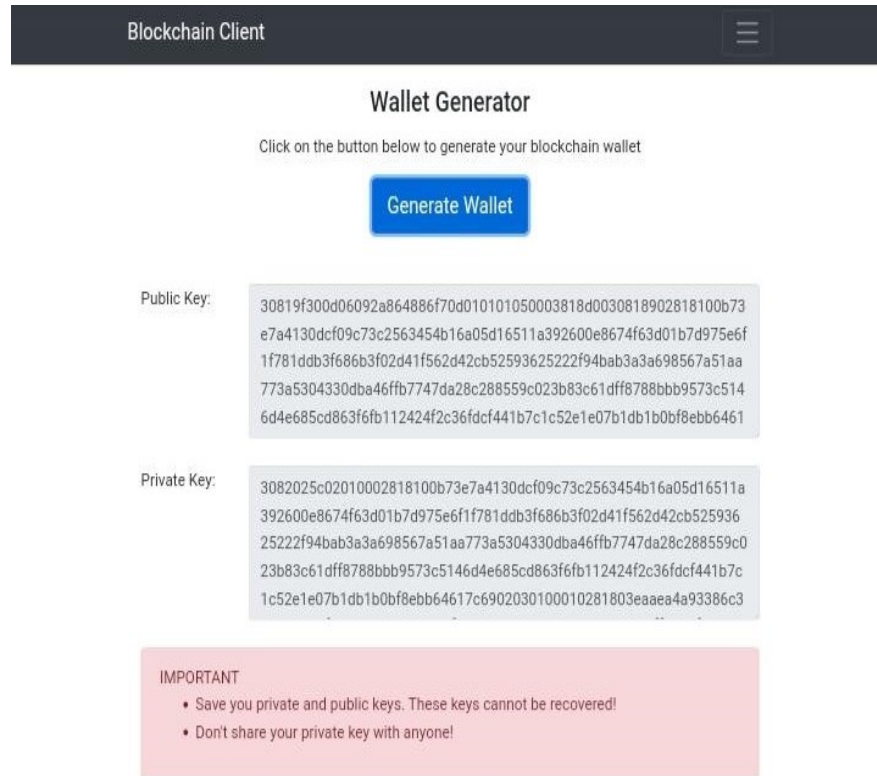 Blockchain Client
Wallet Generator
Click on the button below to generate your blockchain wallet
Generate Wallet
Public Key:
30819f300d06092a864886f70d010101050003818d0030818902818100b73
e7a4130dcf09c73c2563454b16a05d16511a392600e8674f63d01b7d975e6f
1f781ddb3f686b3f02d41f562d42cb52593625222f94bab3a3a698567a51aa
773a5304330dba46ffb7747da28c288559c023b83c61dff8788bbb9573c514
6d4e685cd863f6fb112424f2c36fdcf441b7c1c52e1e07b1db1b0bf8ebb6461
Private Key:
3082025c02010002818100b73e7a4130dcf09c73c2563454b16a05d16511a
392600e8674f63d01b7d975e6f1f781ddb3f686b3f02d41f562d42cb525936
25222f94bab3a3a698567a51aa773a5304330dba46ffb7747da28c288559c0
23b83c61dff8788bbb9573c5146d4e685cd863f6fb112424f2c36fdcf441b7c
1c52e1e07b1db1b0bf8ebb64617c6902030100010281803eaaea4a93386c3
IMPORTANT
• Save you private and public keys. These keys cannot be recovered!
• Don't share your private key with anyone!